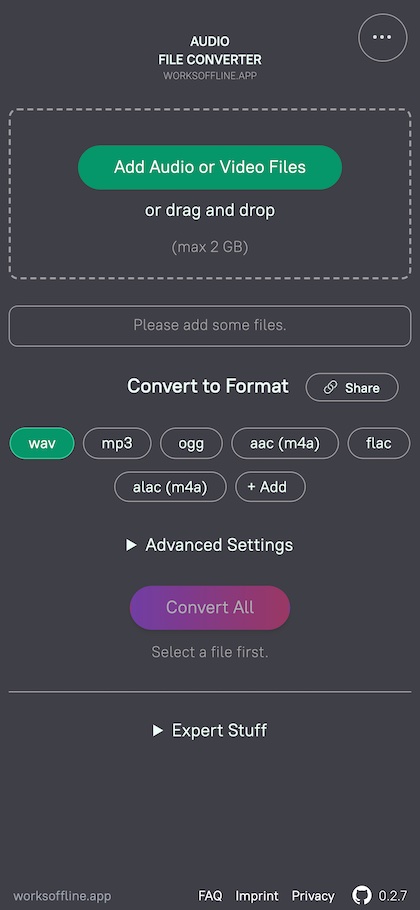 AUDIO
FILE CONVERTER
WORKSOFFLINE.APP
Add Audio or Video Files
or drag and drop
(max 2 GB)
Please add some files.
Convert to Format Share
wav mp3 ogg aac (m4a) flac
alac (m4a) + Add
Advanced Settings
Convert All
Select a file first.
Expert Stuff
worksoffline.app FAQ Imprint Privacy 0.2.7